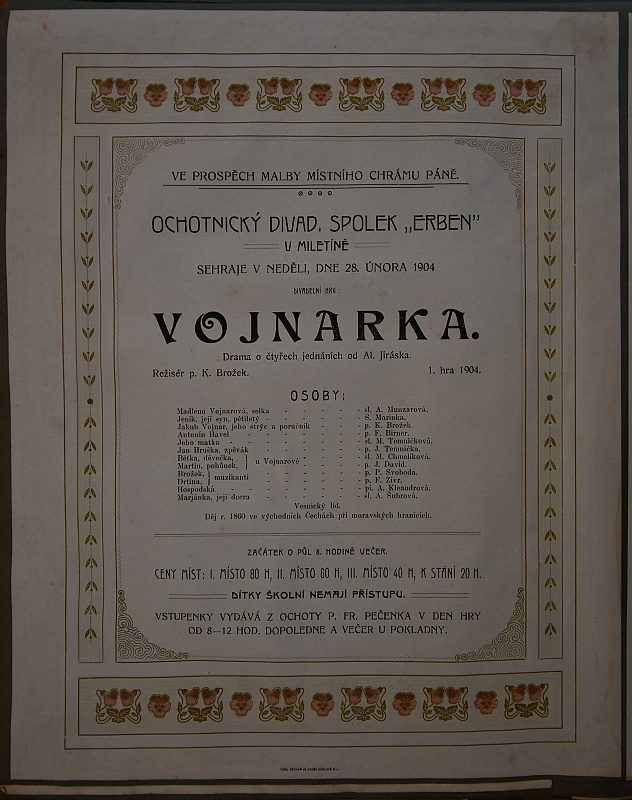 VE PROSPĚCH MALBY MÍSTNÍHO CHRÁMU PÁNĚ.
OCHOTNICKÝ DIVAD. SPOLEK „ERBEN"
V MILETÍNĚ
SEHRAJE V NEDĚLI, DNE 28. ÚNORA 1904
DIVADELNÍ HRU:
VOJNARKA.
Drama o čtyřech jednáních od Al. Jiráska.
Režisér p. K. Brožek. 1. hra 1904.
OSOBY:
Madlena Vojnarová, selka - - - - - sl. A. Munzarová.
Jeník, její syn, pětiletý - - - - - S. Marinka.
Jakub Vojnar, jeho strýc a poručník - - - p. K. Brožek
Antonín Havel - - - - - - p. F. Birner.
Jeho matka - - - - - - - sl. M. Temníčková.
Jan Hruška, zpěvák - - - - - p. J. Temnička.
Bětka, děvečka, } u Vojnarové - - - sl. M. Chmelíková.
Martin, pohůnek, - - - p. J. David.
Brožek, } muzikanti - - - - p. P. Svoboda.
Drtina, - - - - p. F. Zívr.
Hospodská - - - - - - pí. A. Kleandrová.
Marjánka, její dcera - - - - - sl. A. Šubrová.
Vesnický lid.
Děj r. 1860 ve východních Čechách při moravských hranicích.
ZAČÁTEK O PŮL 8. HODINĚ VEČER.
CENY MÍST: I. MÍSTO 80 H, II. MÍSTO 60 H, III. MÍSTO 40 H, K STÁNÍ 20 H.
DÍTKY ŠKOLNÍ NEMAJÍ PŘÍSTUPU.
VSTUPENKY VYDÁVÁ Z OCHOTY P. FR. PEČENKA V DEN HRY
OD 8—12 HOD. DOPOLEDNE A VEČER U POKLADNY.